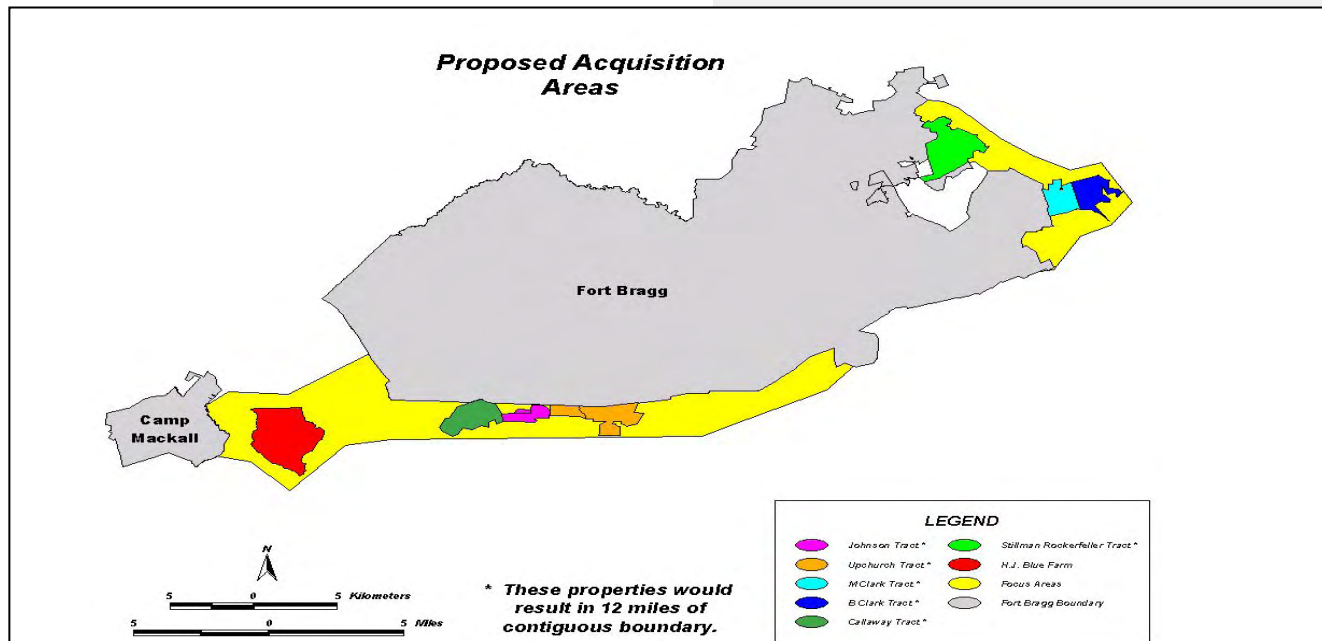 Proposed Acquisition
Areas
Fort Bragg
Camp
Mackall
N
5 0 5 Kilometers
5 0 5 Miles
* These properties would
result in 12 miles of
contiguous boundary.
LEGEND
Johnson Tract *
Upchurch Tract *
M Clark Tract *
B Clark Tract *
Callaway Tract *
Stillman Rockerfeller Tract *
H.J. Blue Farm
Focus Areas
Fort Bragg Boundary